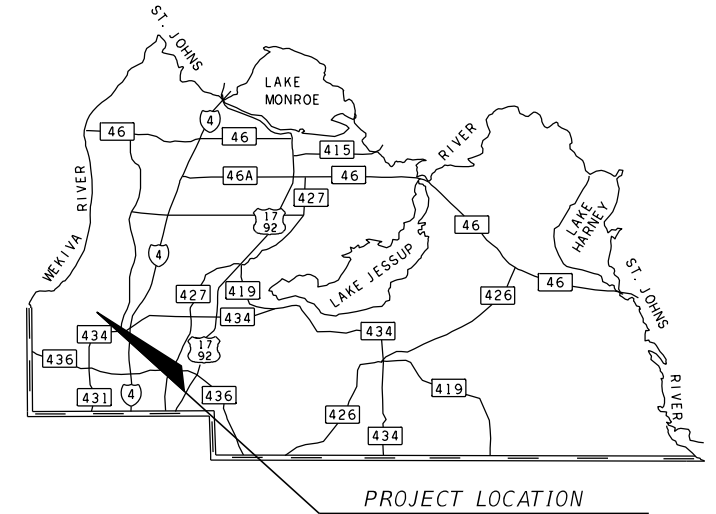 ST. JOHNS
LAKE
MONROE
4
46
46
415
RIVER
46A
46
427
RIVER
17
92
46
LAKE
HARNEY
WEKIVA
4
LAKE JESSUP
ST. JOHNS
46
427
419
426
434
434
434
17
92
436
431
4
436
419
426
434
RIVER
PROJECT LOCATION